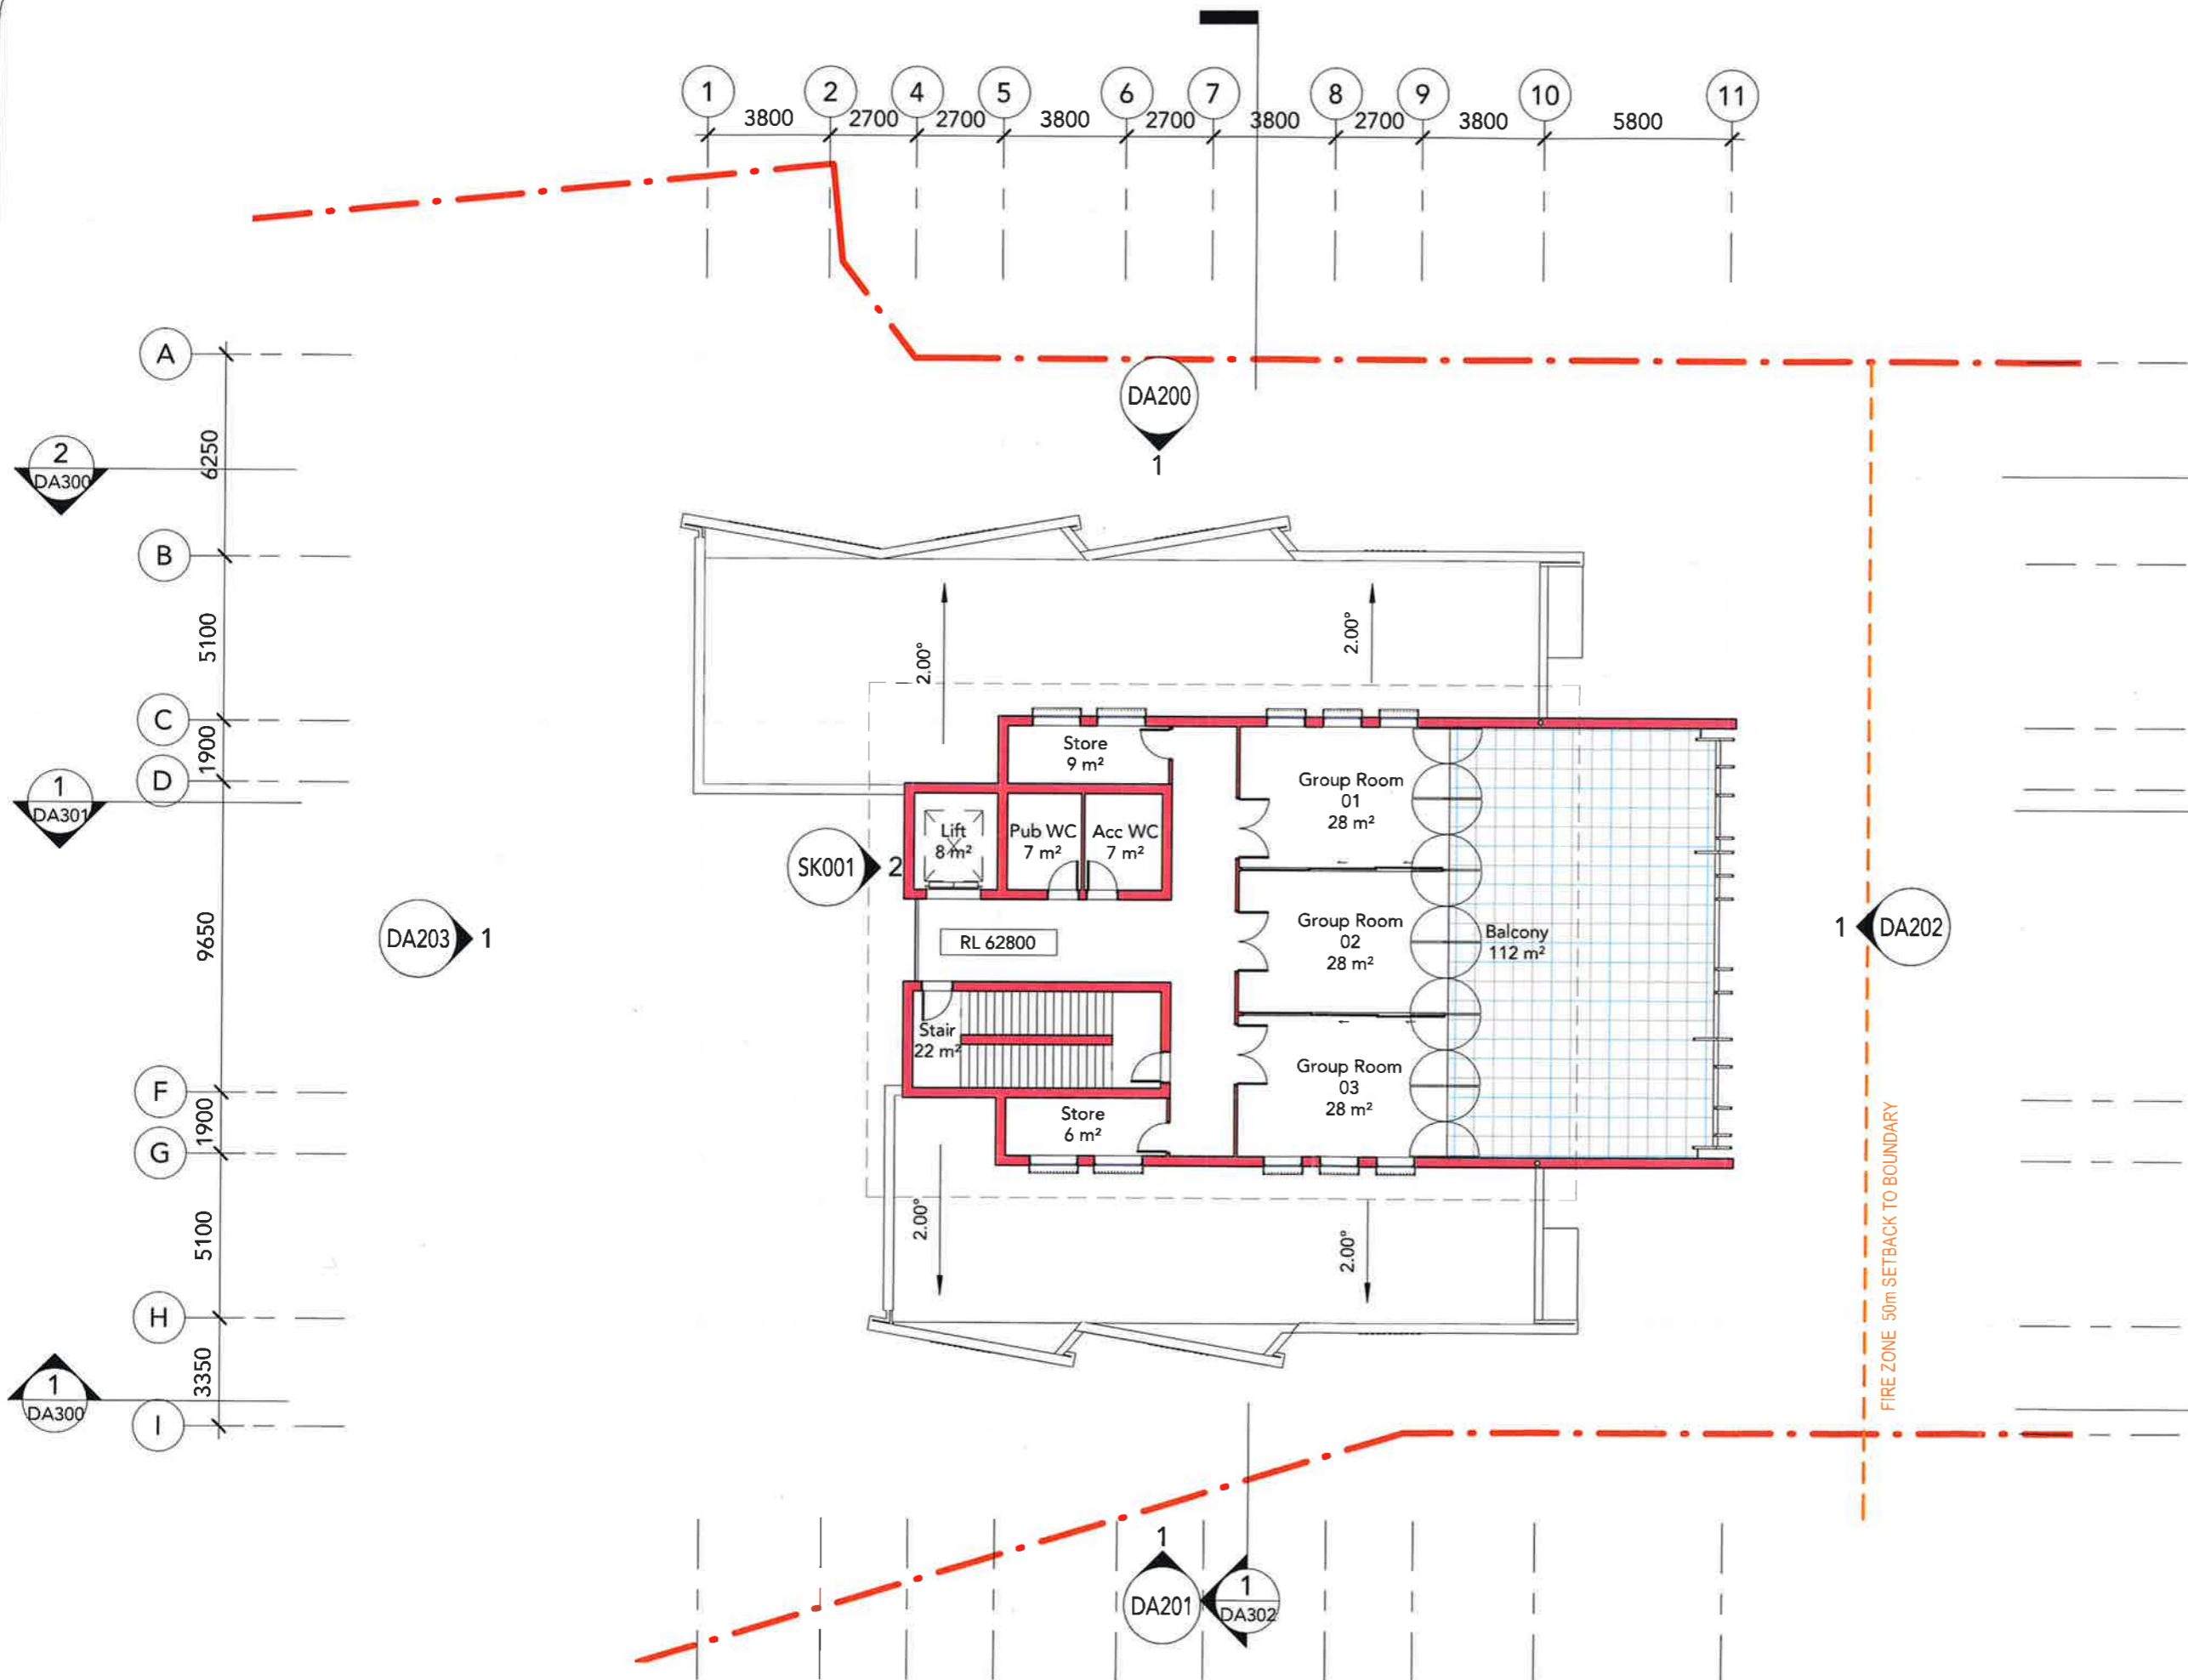 1
2
4
5
6
7
8
9
10
11
3800
2700
2700
3800
2700
3800
2700
3800
5800
A
DA200
1
2
DA300
6250
B
5100
2.00°
2.00°
C
1900
D
1
DA301
Store
9 m²
Group Room
01
28 m²
Lift
8 m²
Pub WC
7 m²
Acc WC
7 m²
SK001
2
DA203
1
9650
RL 62800
Group Room
02
28 m²
Balcony
112 m²
1
DA202
Stair
22 m²
Group Room
03
28 m²
F
1900
G
Store
6 m²
FIRE ZONE 50m SETBACK TO BOUNDARY
5100
2.00°
2.00°
H
3350
1
DA300
I
1
DA201
1
DA302